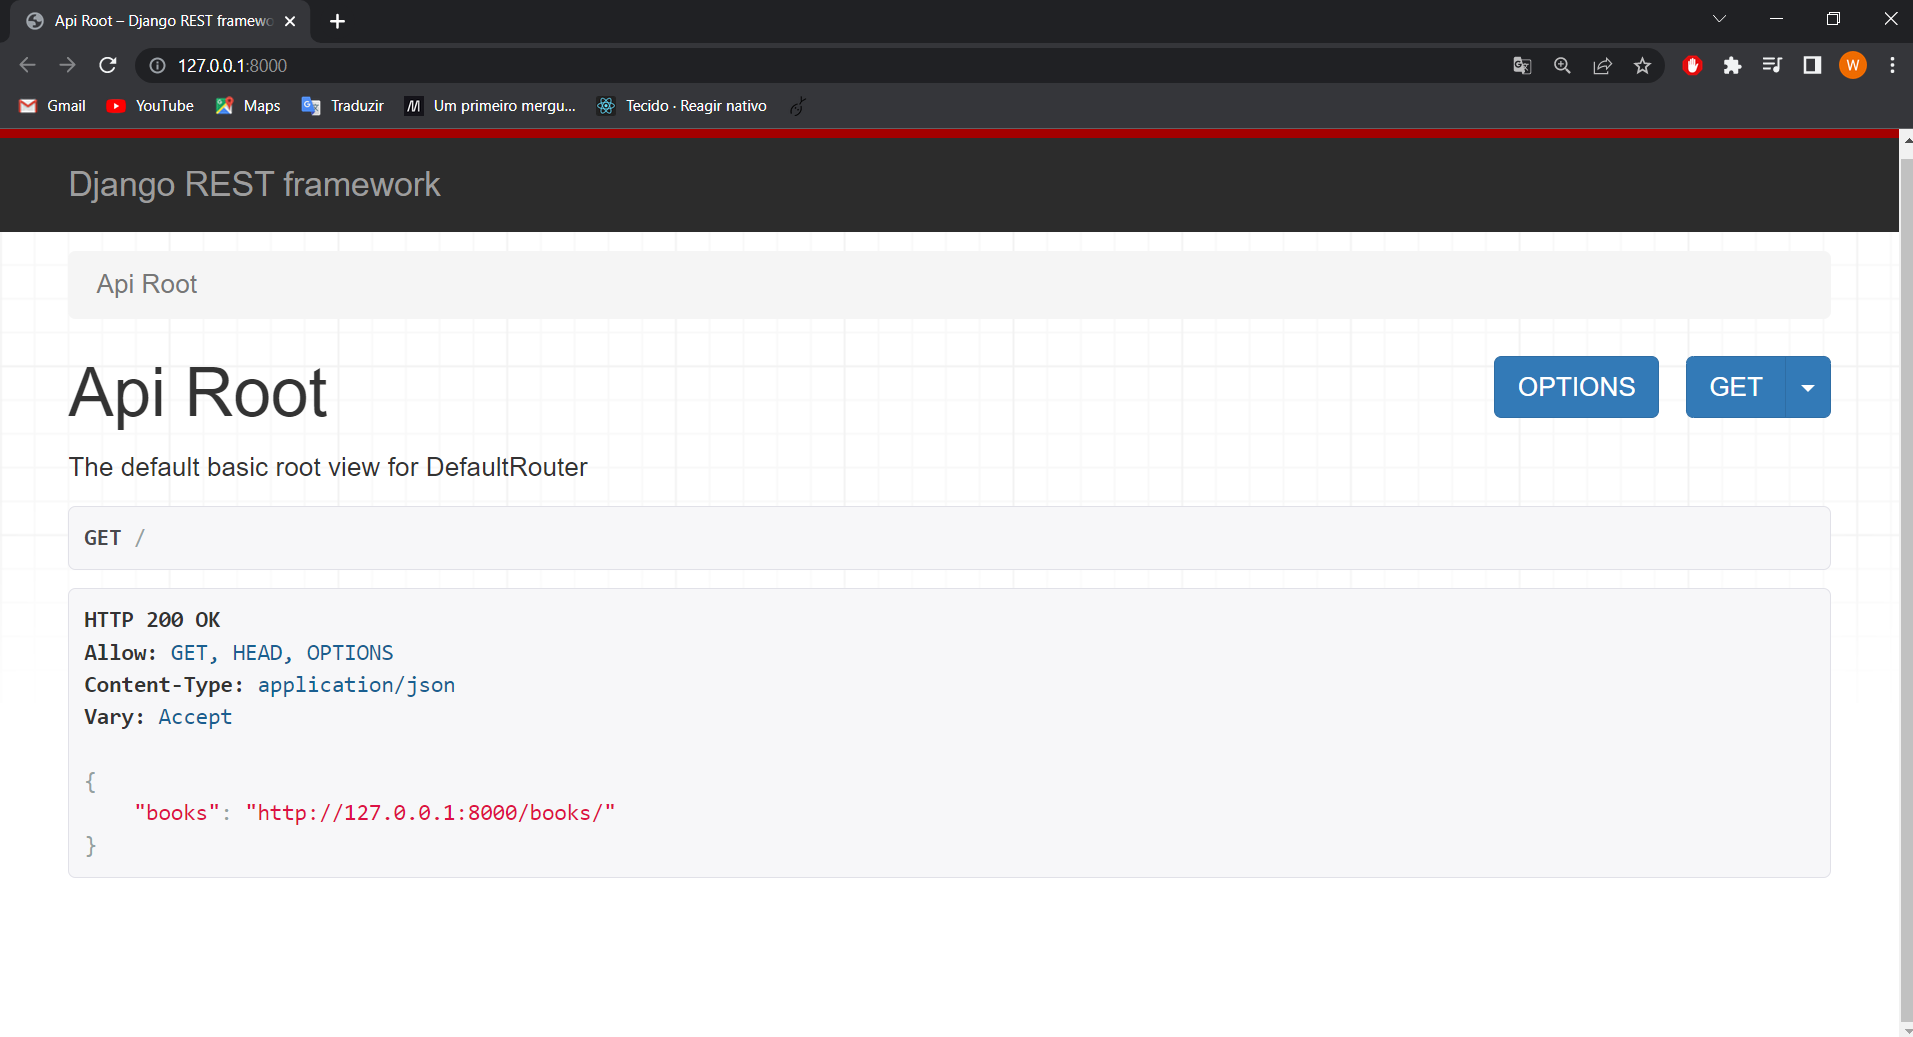 Api Root – Django REST framewo
127.0.0.1:8000
Gmail YouTube Maps Traduzir Um primeiro mergu... Tecido · Reagir nativo
W
Django REST framework
Api Root
Api Root
OPTIONS GET
The default basic root view for DefaultRouter
GET /
HTTP 200 OK
Allow: GET, HEAD, OPTIONS
Content-Type: application/json
Vary: Accept
{
"books": "http://127.0.0.1:8000/books/"
}